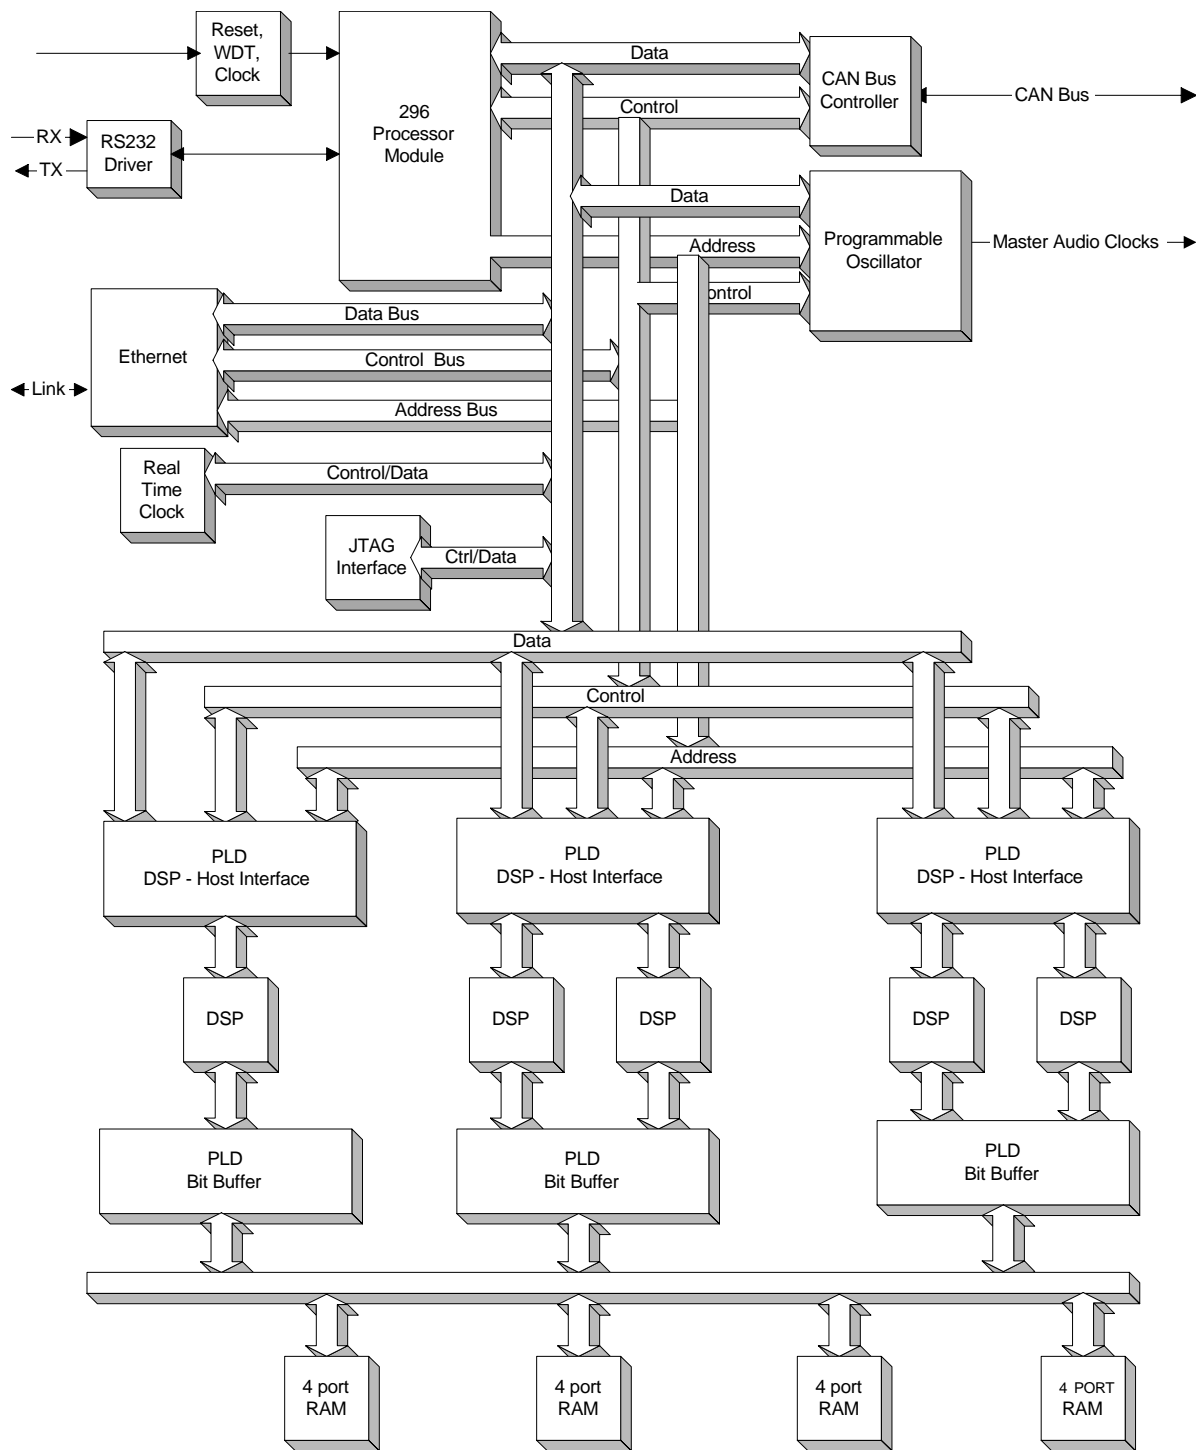 Reset,
WDT,
Clock
296
Processor
Module
Data
Control
CAN Bus
Controller
CAN Bus
RX
TX
RS232
Driver
Data
Address
Control
Programmable
Oscillator
Master Audio Clocks
Ethernet
Link
Data Bus
Control Bus
Address Bus
Real
Time
Clock
Control/Data
JTAG
Interface
Ctrl/Data
Data
Control
Address
PLD
DSP - Host Interface
PLD
DSP - Host Interface
PLD
DSP - Host Interface
DSP
DSP
DSP
DSP
DSP
PLD
Bit Buffer
PLD
Bit Buffer
PLD
Bit Buffer
4 port
RAM
4 port
RAM
4 port
RAM
4 PORT
RAM